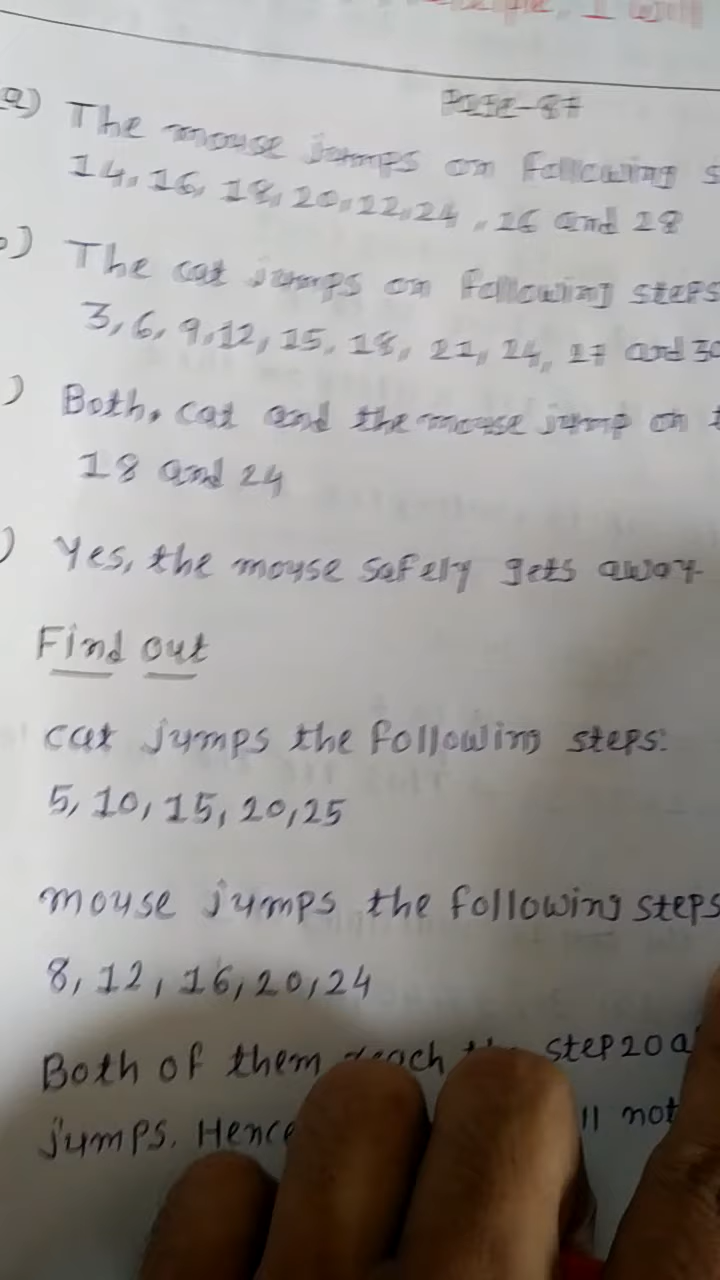 I will
PAGE-87
a) The mouse jumps on following s
14, 16, 18, 20, 22, 24, 26 and 28
b) The cat jumps on following steps
3, 6, 9, 12, 15, 18, 21, 24, 27 and 30
) Both, cat and the mouse jump on t
18 and 24
) Yes, the mouse safely gets away.
Find out
cat jumps the following steps:
5, 10, 15, 20, 25
mouse jumps the following steps
8, 12, 16, 20, 24
Both of them reach step 20 a
jumps. Hence ll not